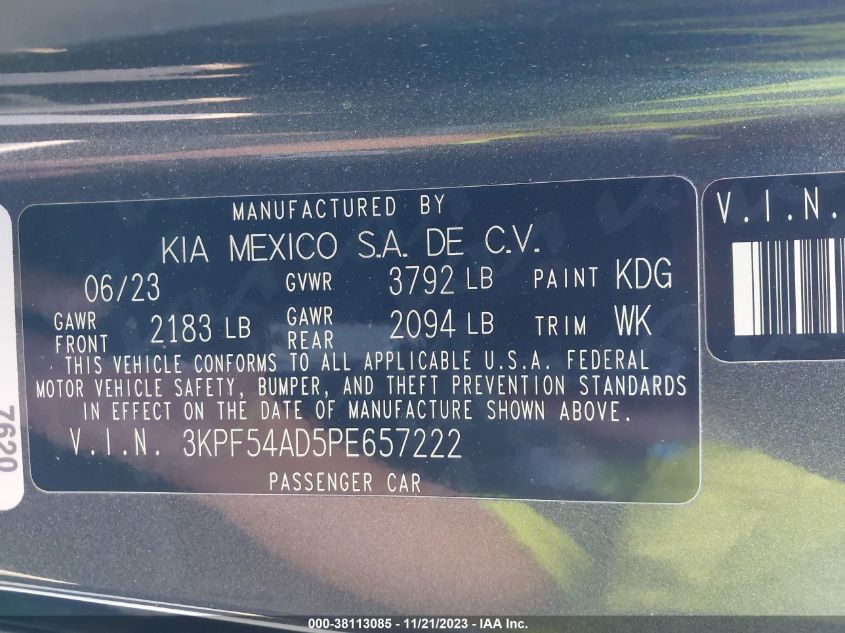 MANUFACTURED BY
KIA MEXICO S.A. DE C.V.
06/23 GVWR 3792 LB PAINT KDG
GAWR FRONT 2183 LB GAWR REAR 2094 LB TRIM WK
THIS VEHICLE CONFORMS TO ALL APPLICABLE U.S.A. FEDERAL
MOTOR VEHICLE SAFETY, BUMPER, AND THEFT PREVENTION STANDARDS
IN EFFECT ON THE DATE OF MANUFACTURE SHOWN ABOVE.
V.I.N. 3KPF54AD5PE657222
PASSENGER CAR
V.I.N.
7620
000-38113085 - 11/21/2023 - IAA Inc.